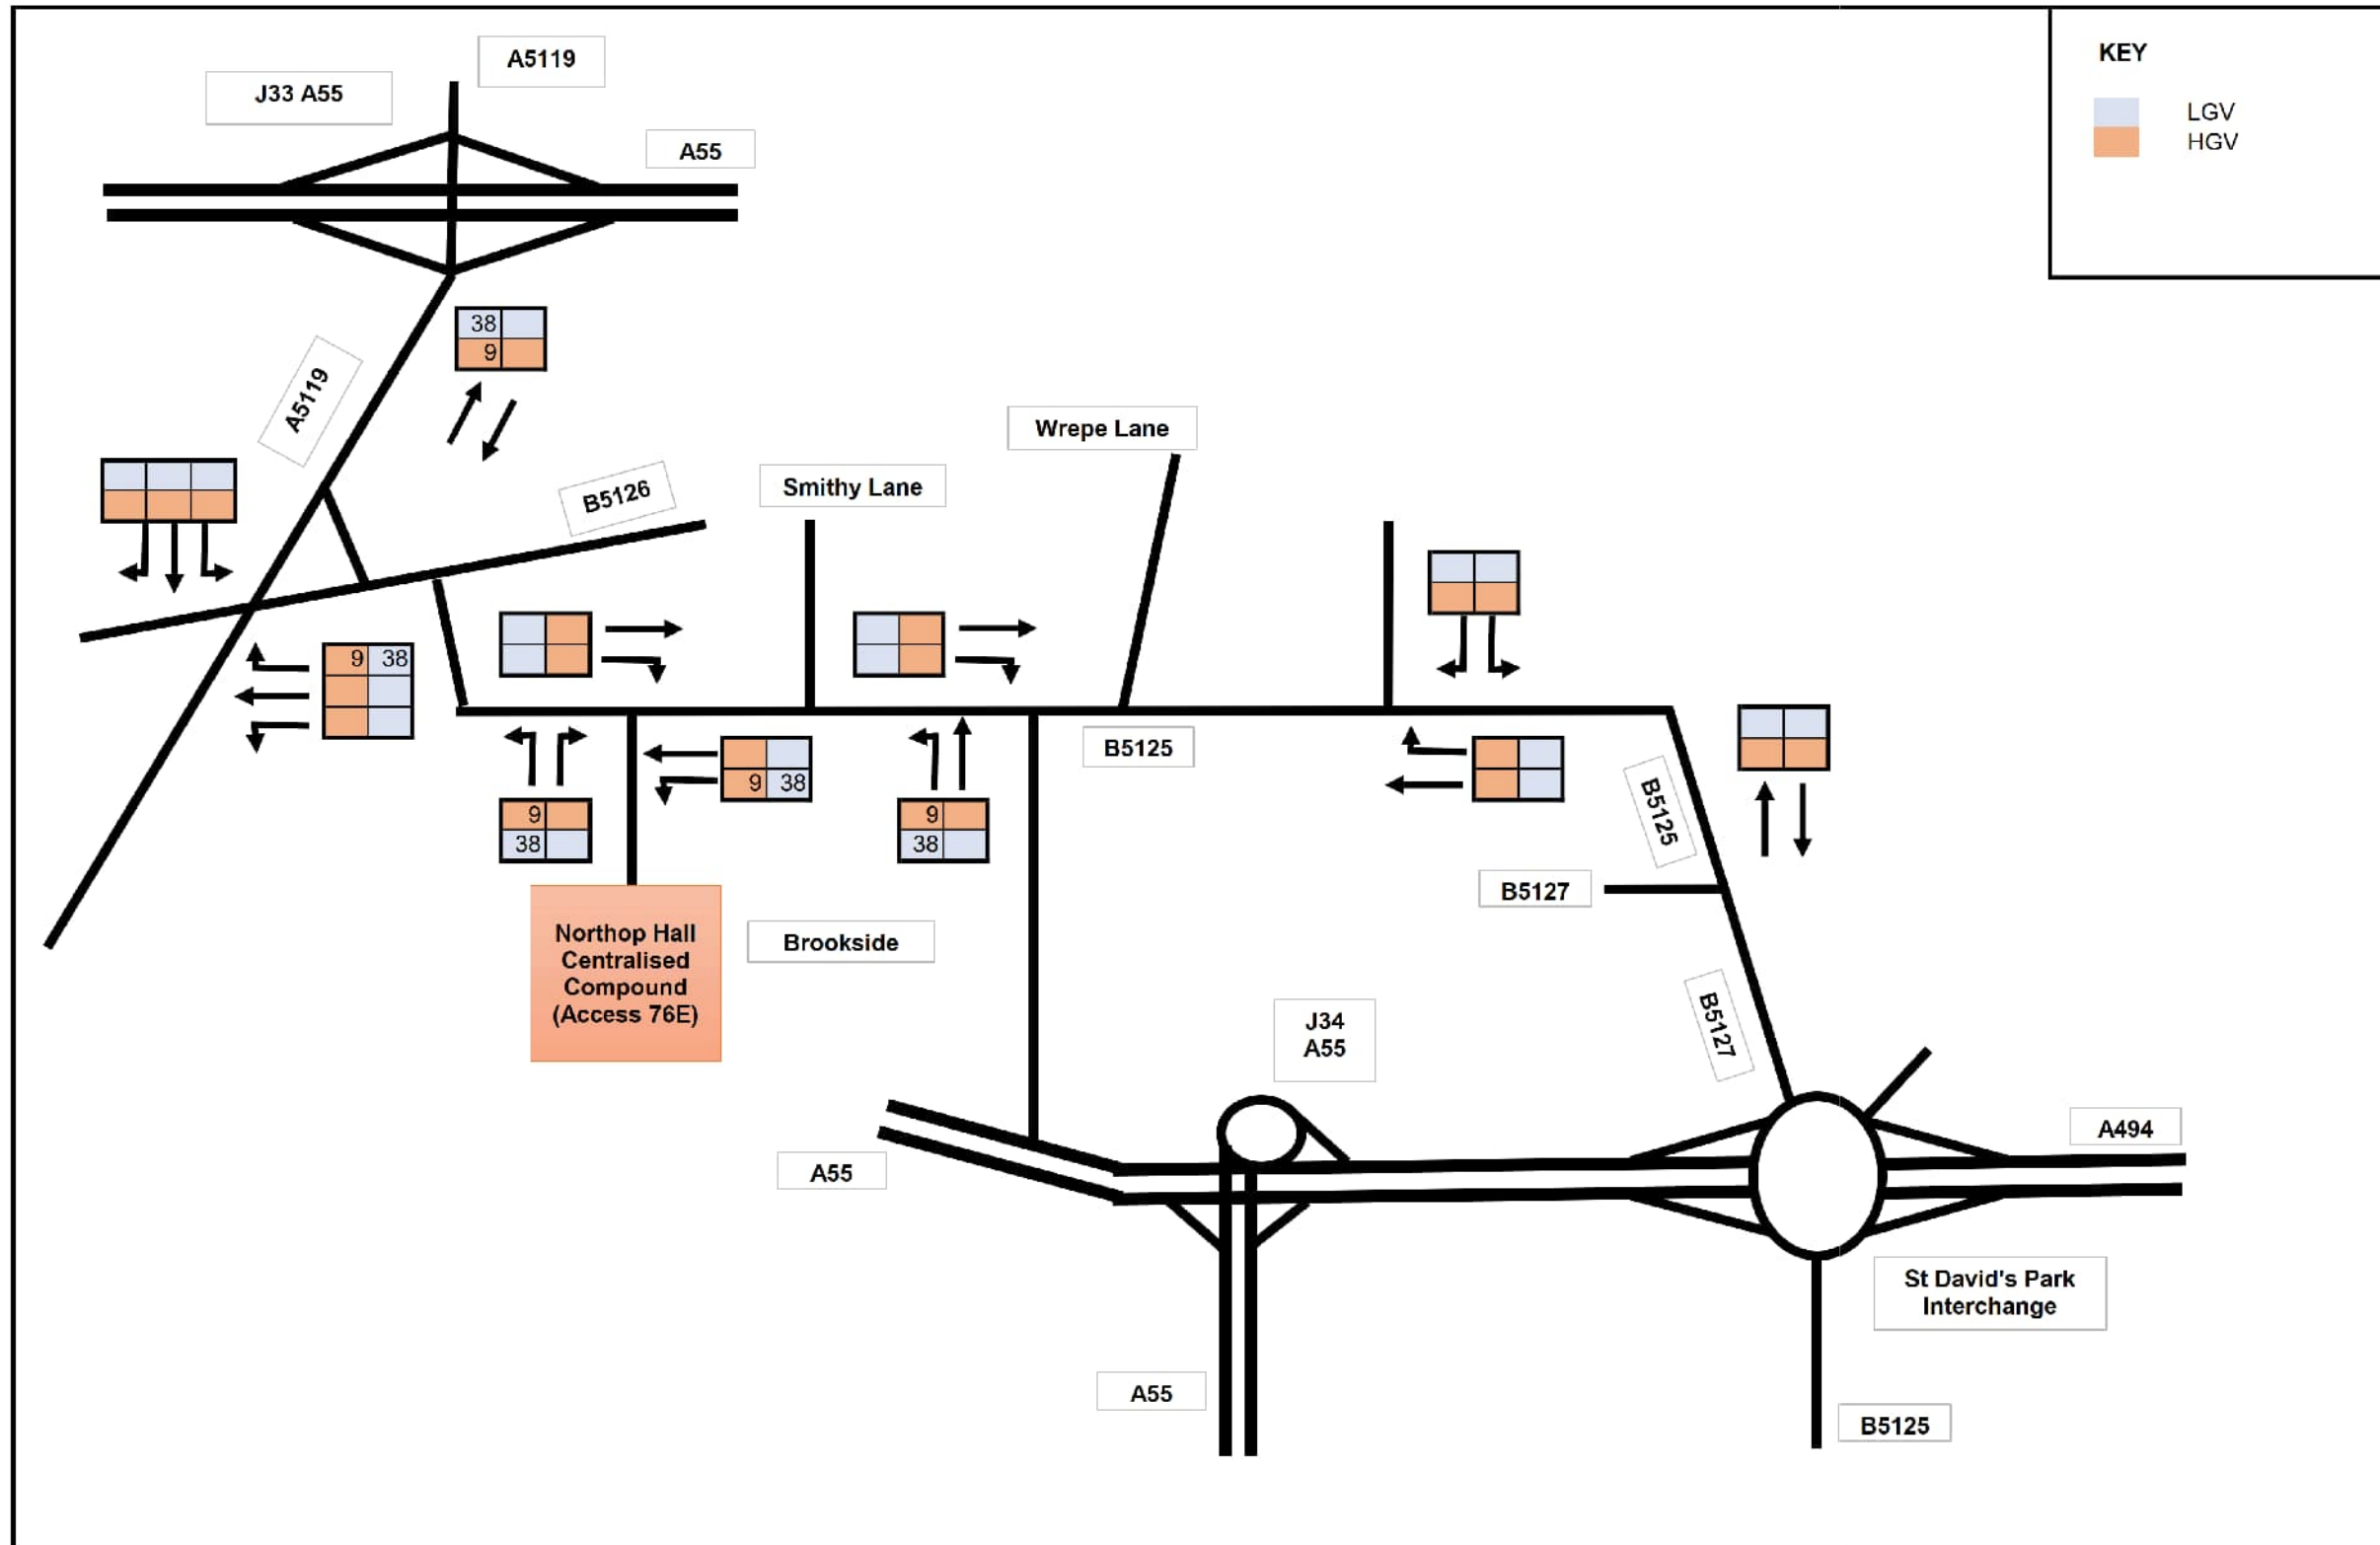 A5119
J33 A55
A55
KEY
LGV
HGV
38
9
A5119
B5126
Smithy Lane
Wrepe Lane
9 38
9 38
9
38
9
38
B5125
B5125
B5127
Northop Hall
Centralised
Compound
(Access 76E)
Brookside
J34
A55
B5127
A494
A55
St David's Park
Interchange
A55
B5125